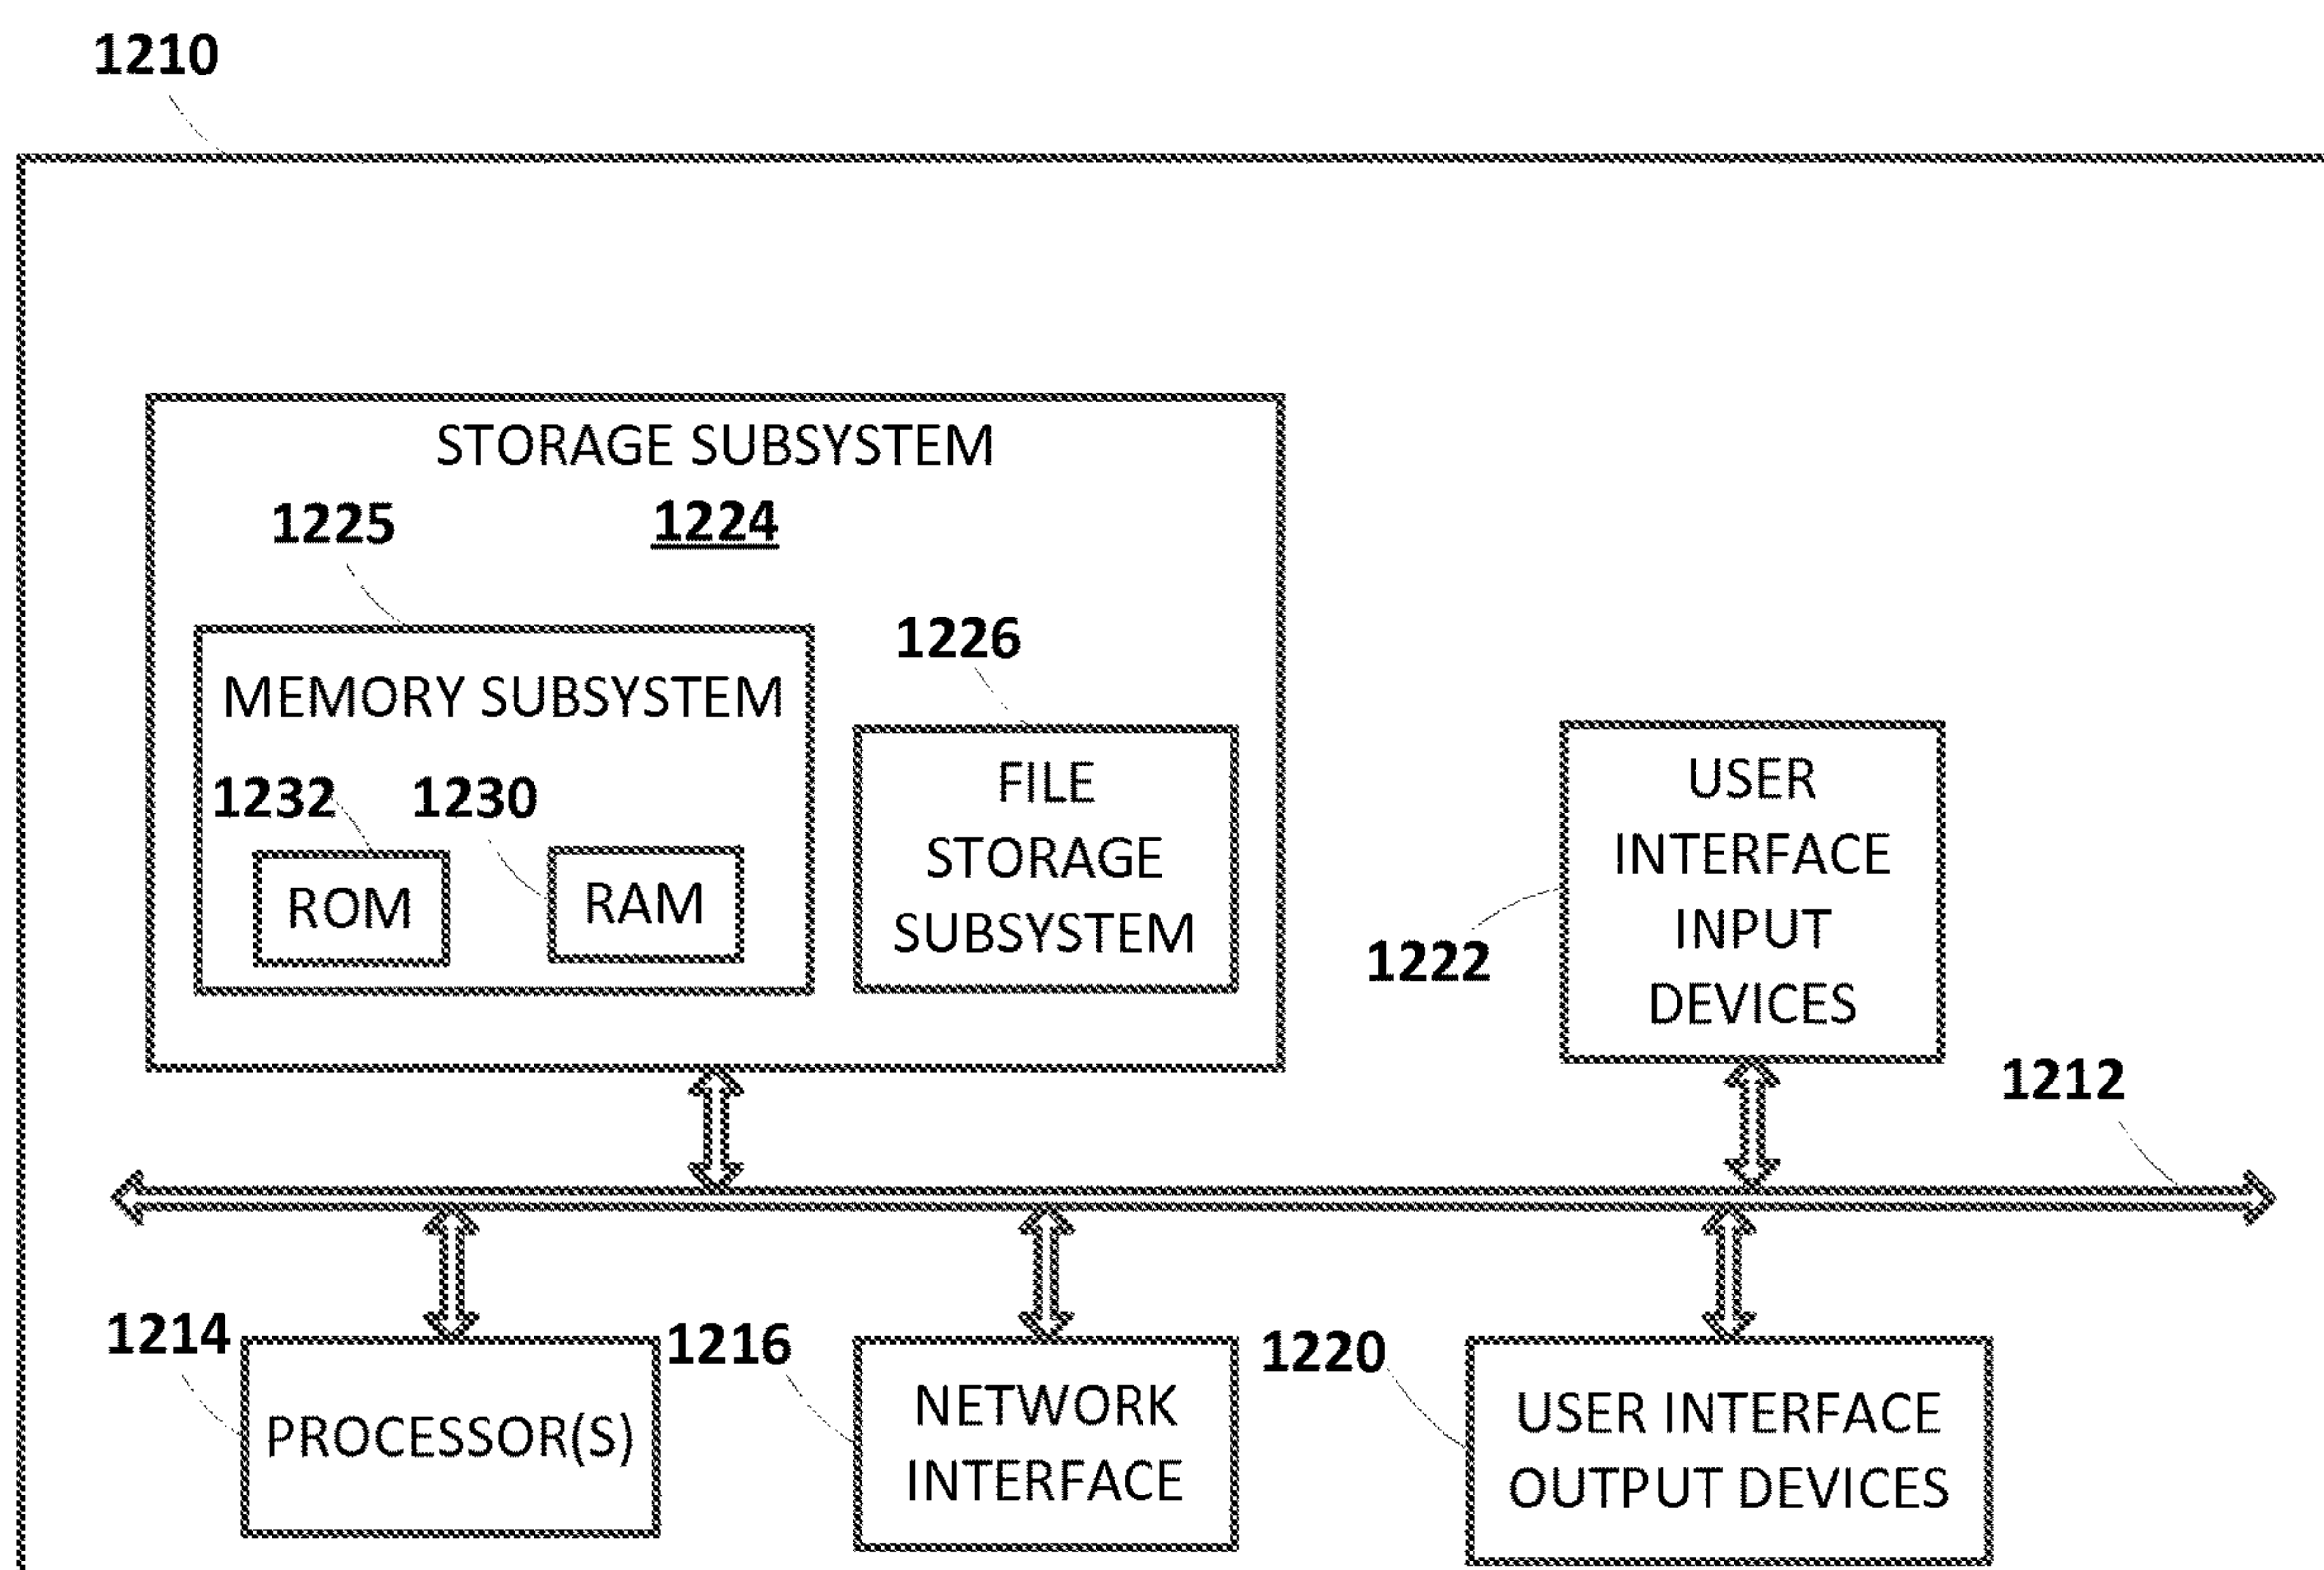 1210
STORAGE SUBSYSTEM
1225
1224
1226
MEMORY SUBSYSTEM
1232
1230
ROM
RAM
FILE
STORAGE
SUBSYSTEM
USER
INTERFACE
INPUT
DEVICES
1222
1212
1214
PROCESSOR(S)
1216
NETWORK
INTERFACE
1220
USER INTERFACE
OUTPUT DEVICES